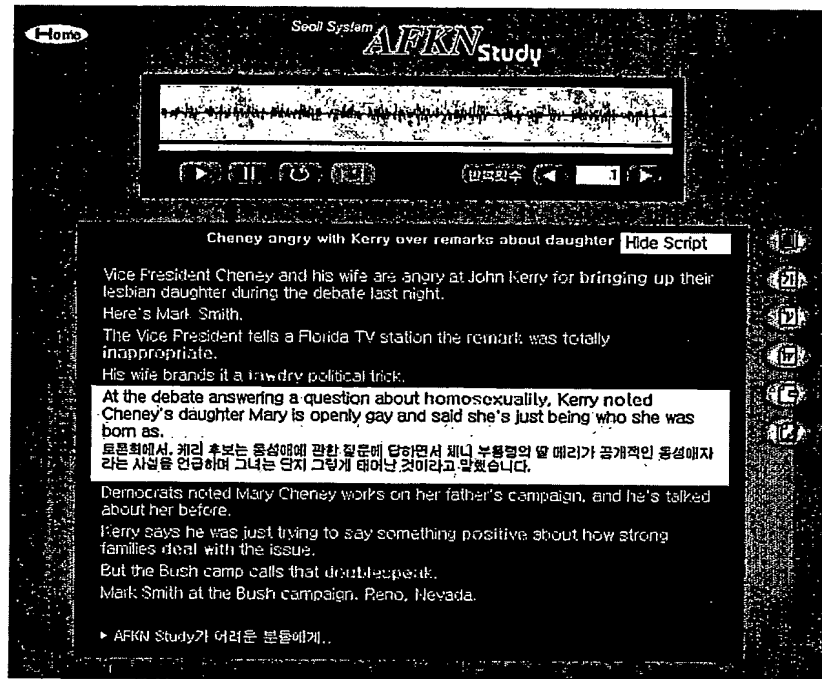 Home
Seoil System
AFKN Study
반복횟수
1
Cheney angry with Kerry over remarks about daughter
Hide Script
Vice President Cheney and his wife are angry at John Kerry for bringing up their
lesbian daughter during the debate last night.
Here's Mark Smith.
The Vice President tells a Florida TV station the remark was totally
inappropriate.
His wife brands it a tawdry political trick.
At the debate answering a question about homosexuality, Kerry noted
Cheney's daughter Mary is openly gay and said she's just being who she was
born as.
토론회에서, 케리 후보는 동성애에 관한 질문에 답하면서 체니 부통령의 딸 메리가 공개적인 동성애자
라는 사실을 언급하며 그녀는 단지 그렇게 태어난 것이라고 말했습니다.
Democrats noted Mary Cheney works on her father's campaign, and he's talked
about her before.
Kerry says he was just trying to say something positive about how strong
families deal with the issue.
But the Bush camp calls that doublespeak.
Mark Smith at the Bush campaign. Reno, Nevada.
▶ AFKN Study가 어려운 분들에게..